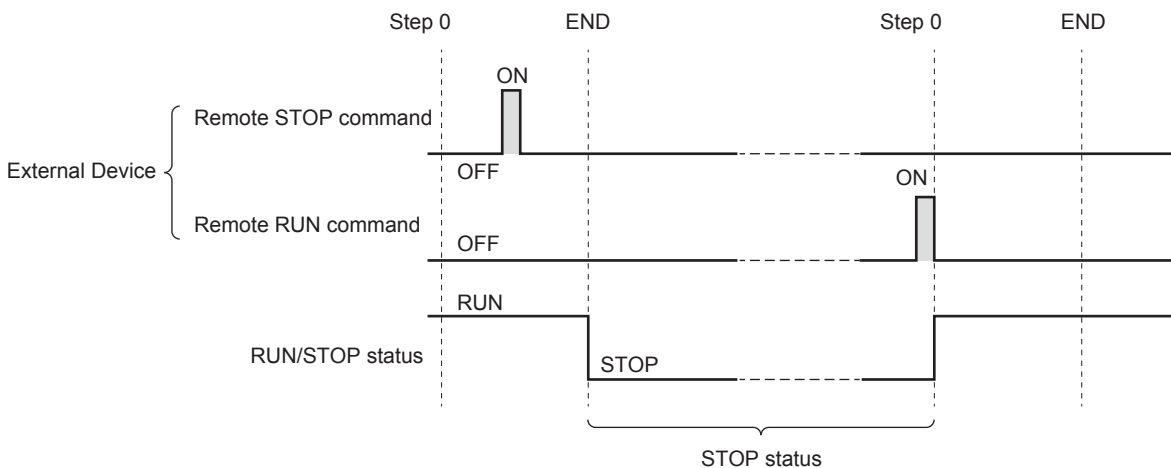 Step 0 END Step 0 END
ON
Remote STOP command
External Device
OFF
ON
Remote RUN command
OFF
RUN
RUN/STOP status
STOP
STOP status